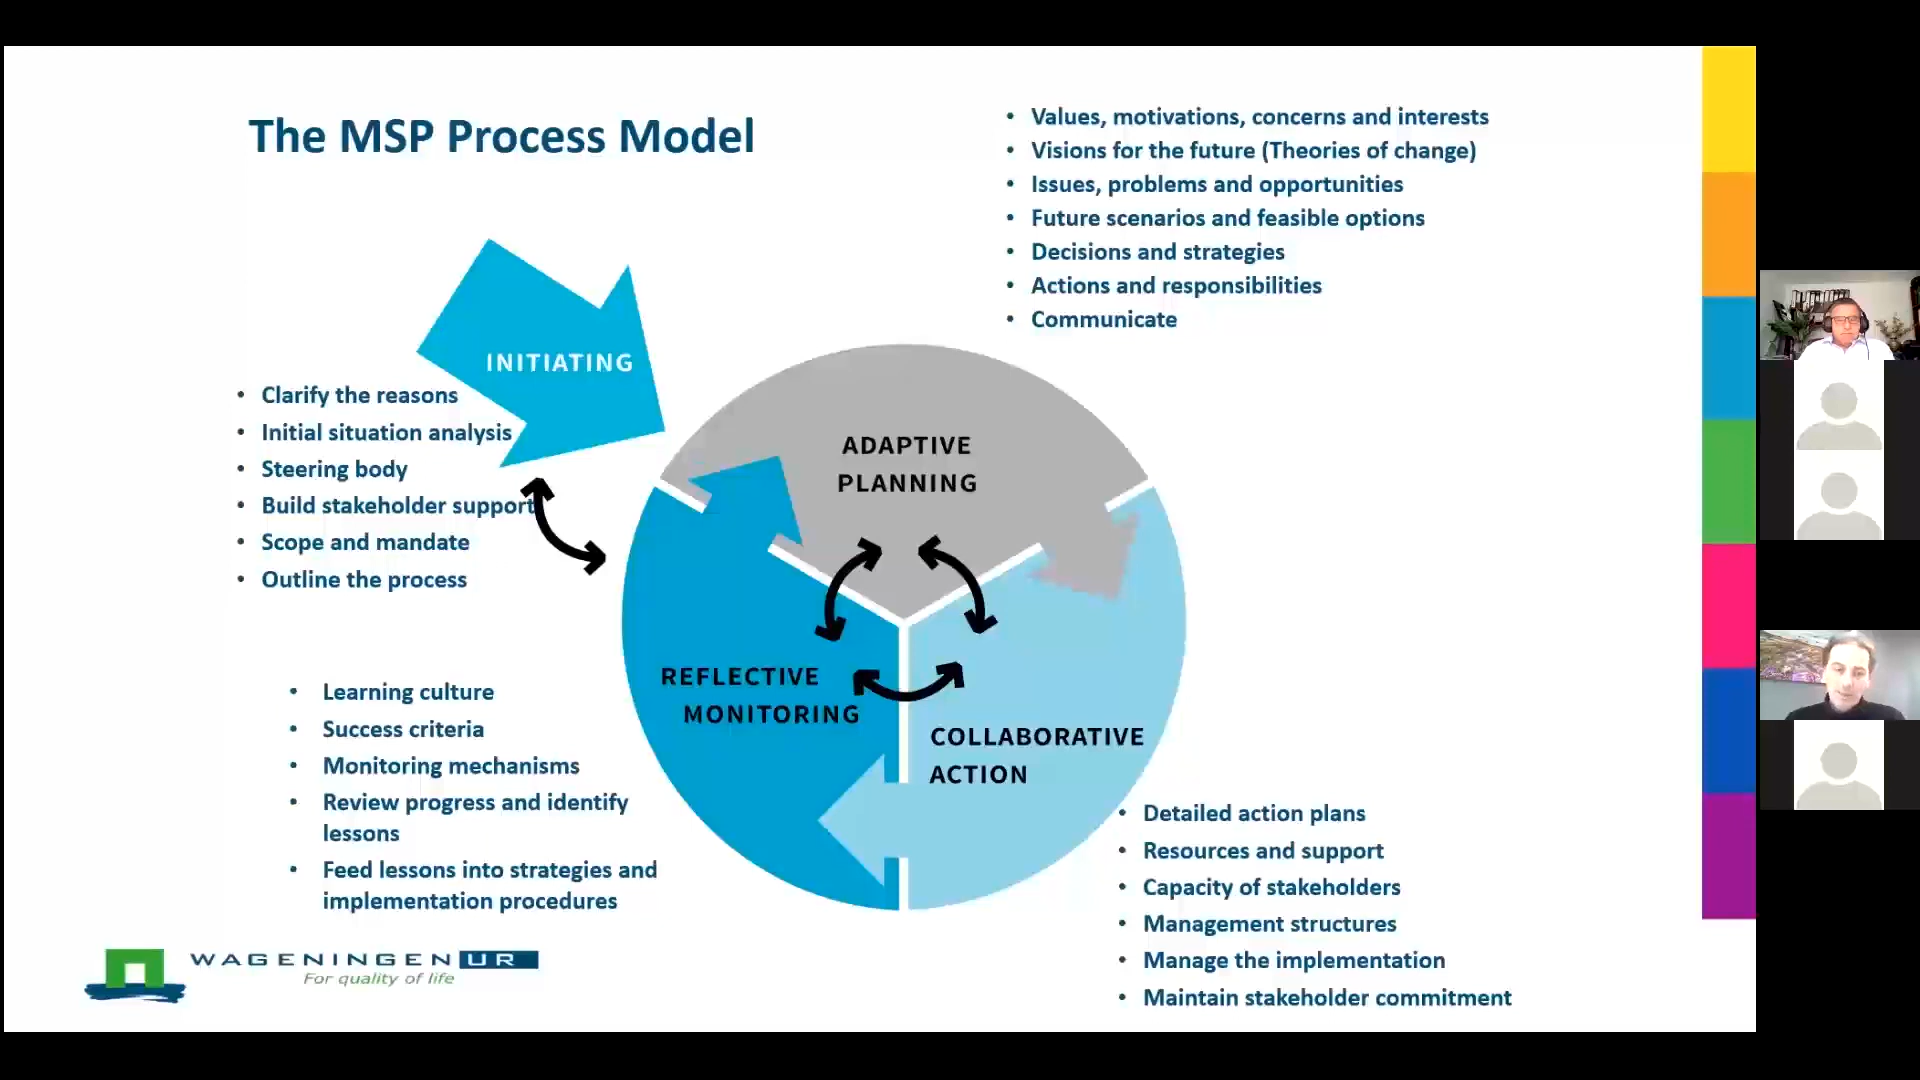 The MSP Process Model
• Values, motivations, concerns and interests
• Visions for the future (Theories of change)
• Issues, problems and opportunities
• Future scenarios and feasible options
• Decisions and strategies
• Actions and responsibilities
• Communicate
INITIATING
• Clarify the reasons
• Initial situation analysis
• Steering body
• Build stakeholder support
• Scope and mandate
• Outline the process
ADAPTIVE
PLANNING
REFLECTIVE
MONITORING
COLLABORATIVE
ACTION
• Learning culture
• Success criteria
• Monitoring mechanisms
• Review progress and identify
lessons
• Feed lessons into strategies and
implementation procedures
• Detailed action plans
• Resources and support
• Capacity of stakeholders
• Management structures
• Manage the implementation
• Maintain stakeholder commitment
WAGENINGEN UR
For quality of life